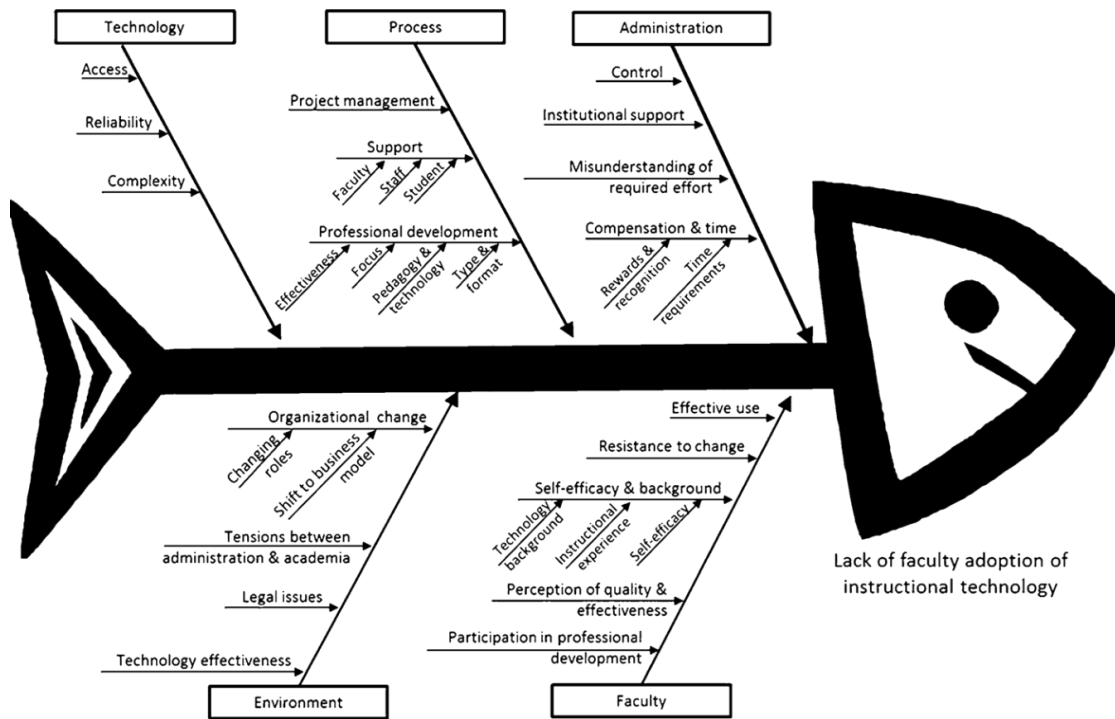 Technology
Process
Administration
Access
Reliability
Complexity
Project management
Support
Faculty
Staff
Student
Professional development
Effectiveness
Focus
Pedagogy &
technology
Type &
format
Control
Institutional support
Misunderstanding of
required effort
Compensation & time
Rewards &
recognition
Time
requirements
Organizational change
Changing
roles
Shift to business
model
Tensions between
administration & academia
Legal issues
Technology effectiveness
Effective use
Resistance to change
Self-efficacy & background
Technology
background
Instructional
experience
Self-efficacy
Perception of quality &
effectiveness
Participation in professional
development
Lack of faculty adoption of
instructional technology
Environment
Faculty